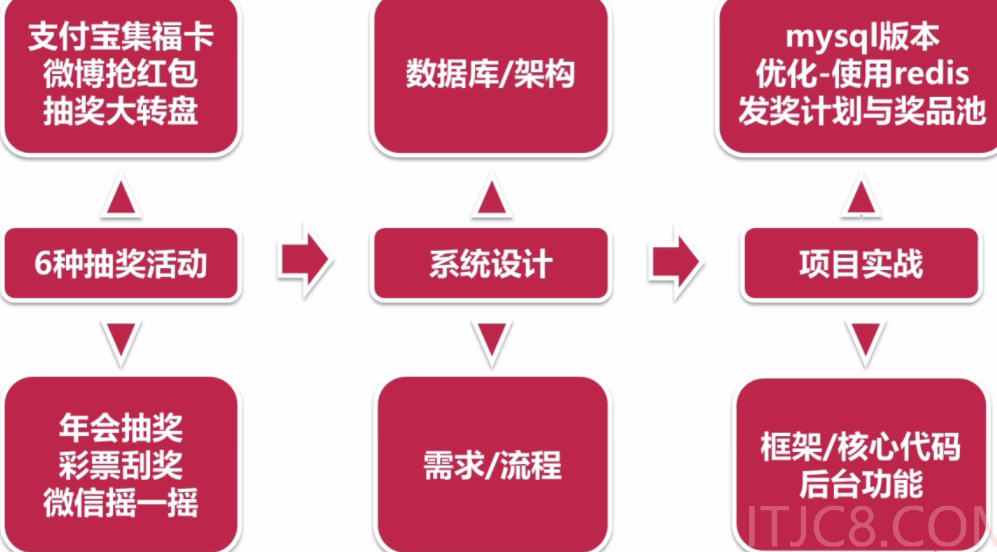 支付宝集福卡
微博抢红包
抽奖大转盘
数据库/架构
mysql版本
优化-使用redis
发奖计划与奖品池
6种抽奖活动
系统设计
项目实战
年会抽奖
彩票刮奖
微信摇一摇
需求/流程
框架/核心代码
后台功能
ITJC8.COM